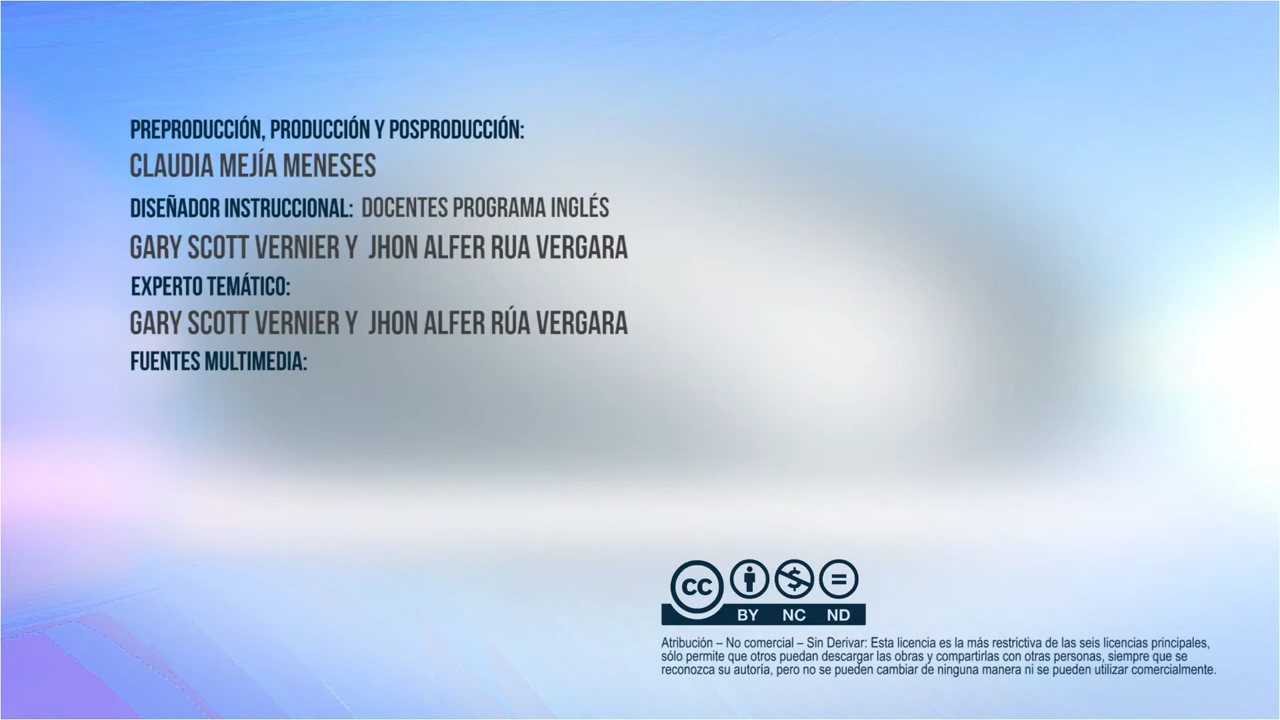 PREPRODUCCIÓN, PRODUCCIÓN Y POSPRODUCCIÓN:
CLAUDIA MEJÍA MENESES
DISEÑADOR INSTRUCCIONAL: DOCENTES PROGRAMA INGLÉS
GARY SCOTT VERNIER Y JHON ALFER RUA VERGARA
EXPERTO TEMÁTICO:
GARY SCOTT VERNIER Y JHON ALFER RÚA VERGARA
FUENTES MULTIMEDIA:
CC $ =
BY NC ND
Atribución – No comercial – Sin Derivar: Esta licencia es la más restrictiva de las seis licencias principales,
sólo permite que otros puedan descargar las obras y compartirlas con otras personas, siempre que se
reconozca su autoría, pero no se pueden cambiar de ninguna manera ni se pueden utilizar comercialmente.